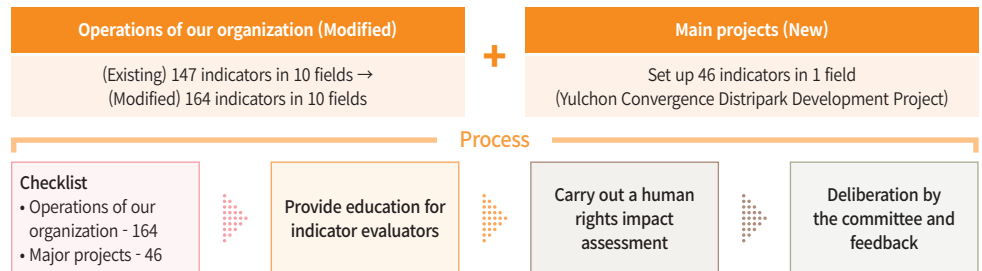 Operations of our organization (Modified)
(Existing) 147 indicators in 10 fields →
(Modified) 164 indicators in 10 fields
+
Main projects (New)
Set up 46 indicators in 1 field
(Yulchon Convergence Distripark Development Project)
Process
Checklist
• Operations of our
organization - 164
• Major projects - 46
Provide education for
indicator evaluators
Carry out a human
rights impact
assessment
Deliberation by
the committee and
feedback